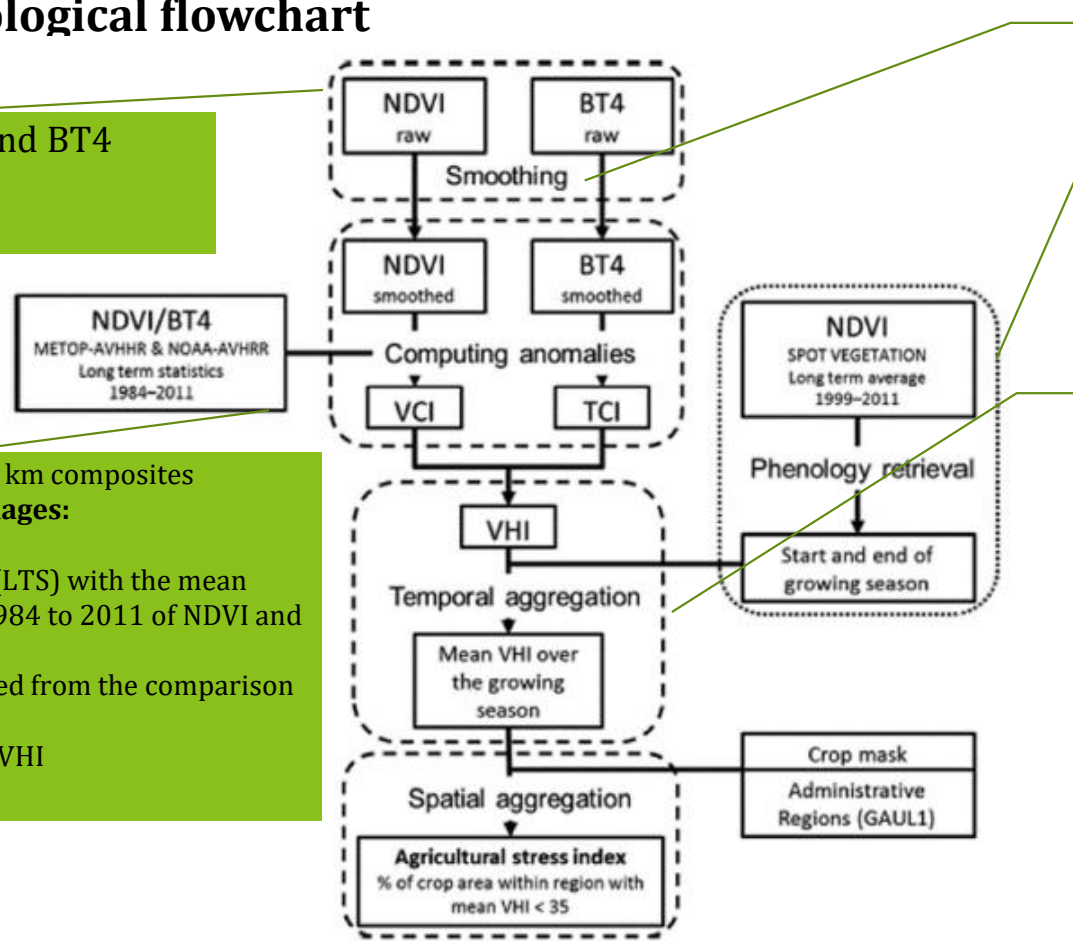 ological flowchart
nd BT4
NDVI
raw
BT4
raw
Smoothing
NDVI
smoothed
BT4
smoothed
NDVI/BT4
METOP-AVHHR & NOAA-AVHRR
Long term statistics
1984–2011
Computing anomalies
VCI
TCI
NDVI
SPOT VEGETATION
Long term average
1999–2011
Phenology retrieval
Start and end of
growing season
km composites
ages:
(LTS) with the mean
984 to 2011 of NDVI and
ed from the comparison
VHI
VHI
Temporal aggregation
Mean VHI over
the growing
season
Crop mask
Administrative
Regions (GAUL1)
Spatial aggregation
Agricultural stress index
% of crop area within region with
mean VHI < 35